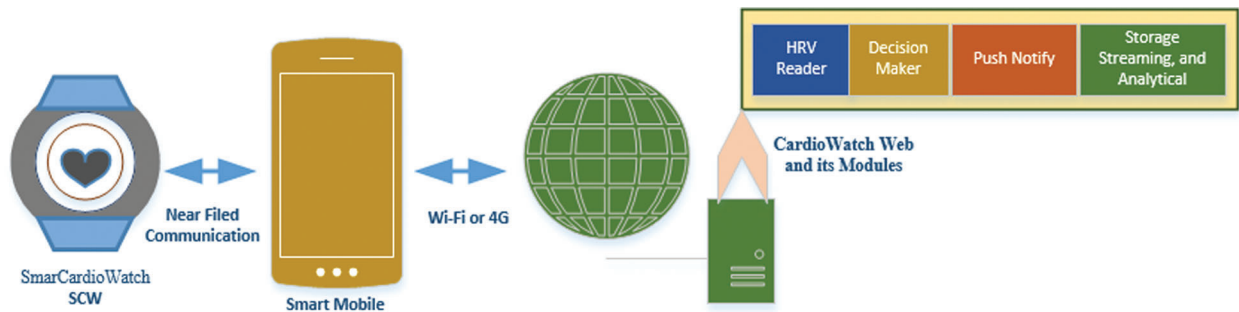 SmarCardioWatch
SCW
Near Filed
Communication
Smart Mobile
Wi-Fi or 4G
CardioWatch Web
and its Modules
HRV
Reader
Decision
Maker
Push Notify
Storage
Streaming, and
Analytical